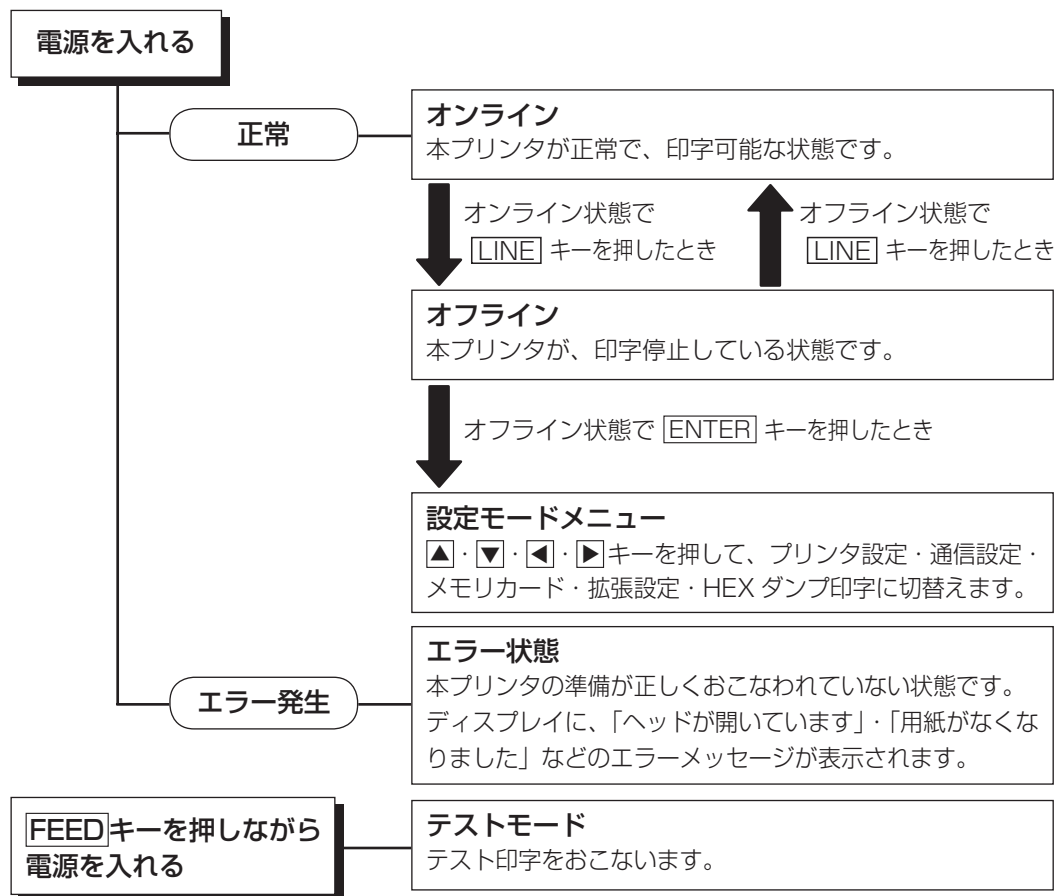 電源を入れる
正常
オンライン
本プリンタが正常で、印字可能な状態です。
オンライン状態で
LINE キーを押したとき
オフライン状態で
LINE キーを押したとき
オフライン
本プリンタが、印字停止している状態です。
オフライン状態で ENTER キーを押したとき
設定モードメニュー
▲・▼・◀・▶キーを押して、プリンタ設定・通信設定・
メモリカード・拡張設定・HEX ダンプ印字に切替えます。
エラー発生
エラー状態
本プリンタの準備が正しくおこなわれていない状態です。
ディスプレイに、「ヘッドが開いています」・「用紙がなくな
りました」などのエラーメッセージが表示されます。
FEEDキーを押しながら
電源を入れる
テストモード
テスト印字をおこないます。